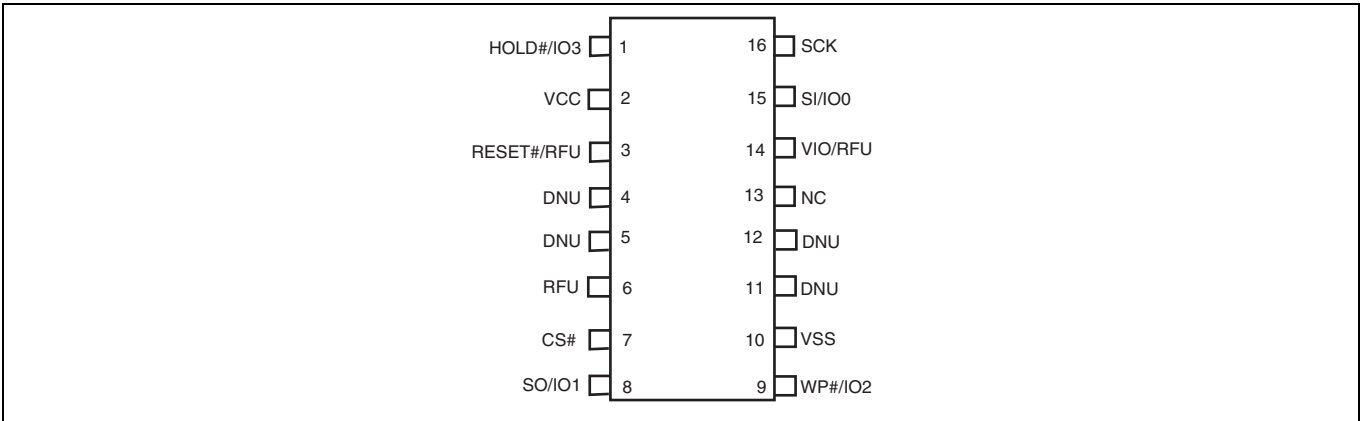 HOLD#/IO3 1 16 SCK
VCC 2 15 SI/IO0
RESET#/RFU 3 14 VIO/RFU
DNU 4 13 NC
DNU 5 12 DNU
RFU 6 11 DNU
CS# 7 10 VSS
SO/IO1 8 9 WP#/IO2